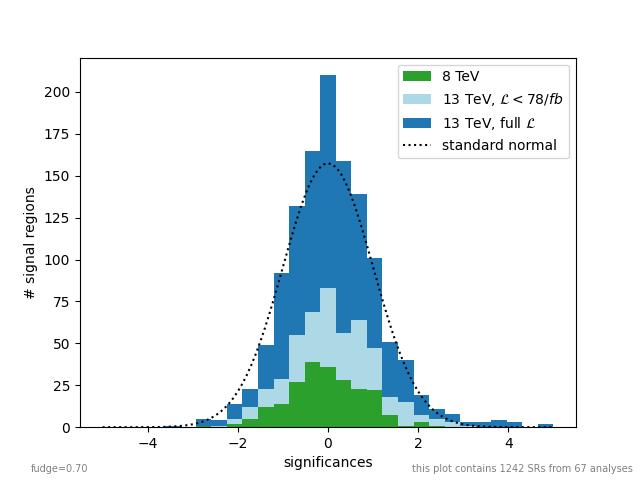 8 TeV
13 TeV, ℒ < 78/fb
13 TeV, full ℒ
standard normal
# signal regions
200
175
150
125
100
75
50
25
0
−4
−2
0
2
4
significances
fudge=0.70
this plot contains 1242 SRs from 67 analyses